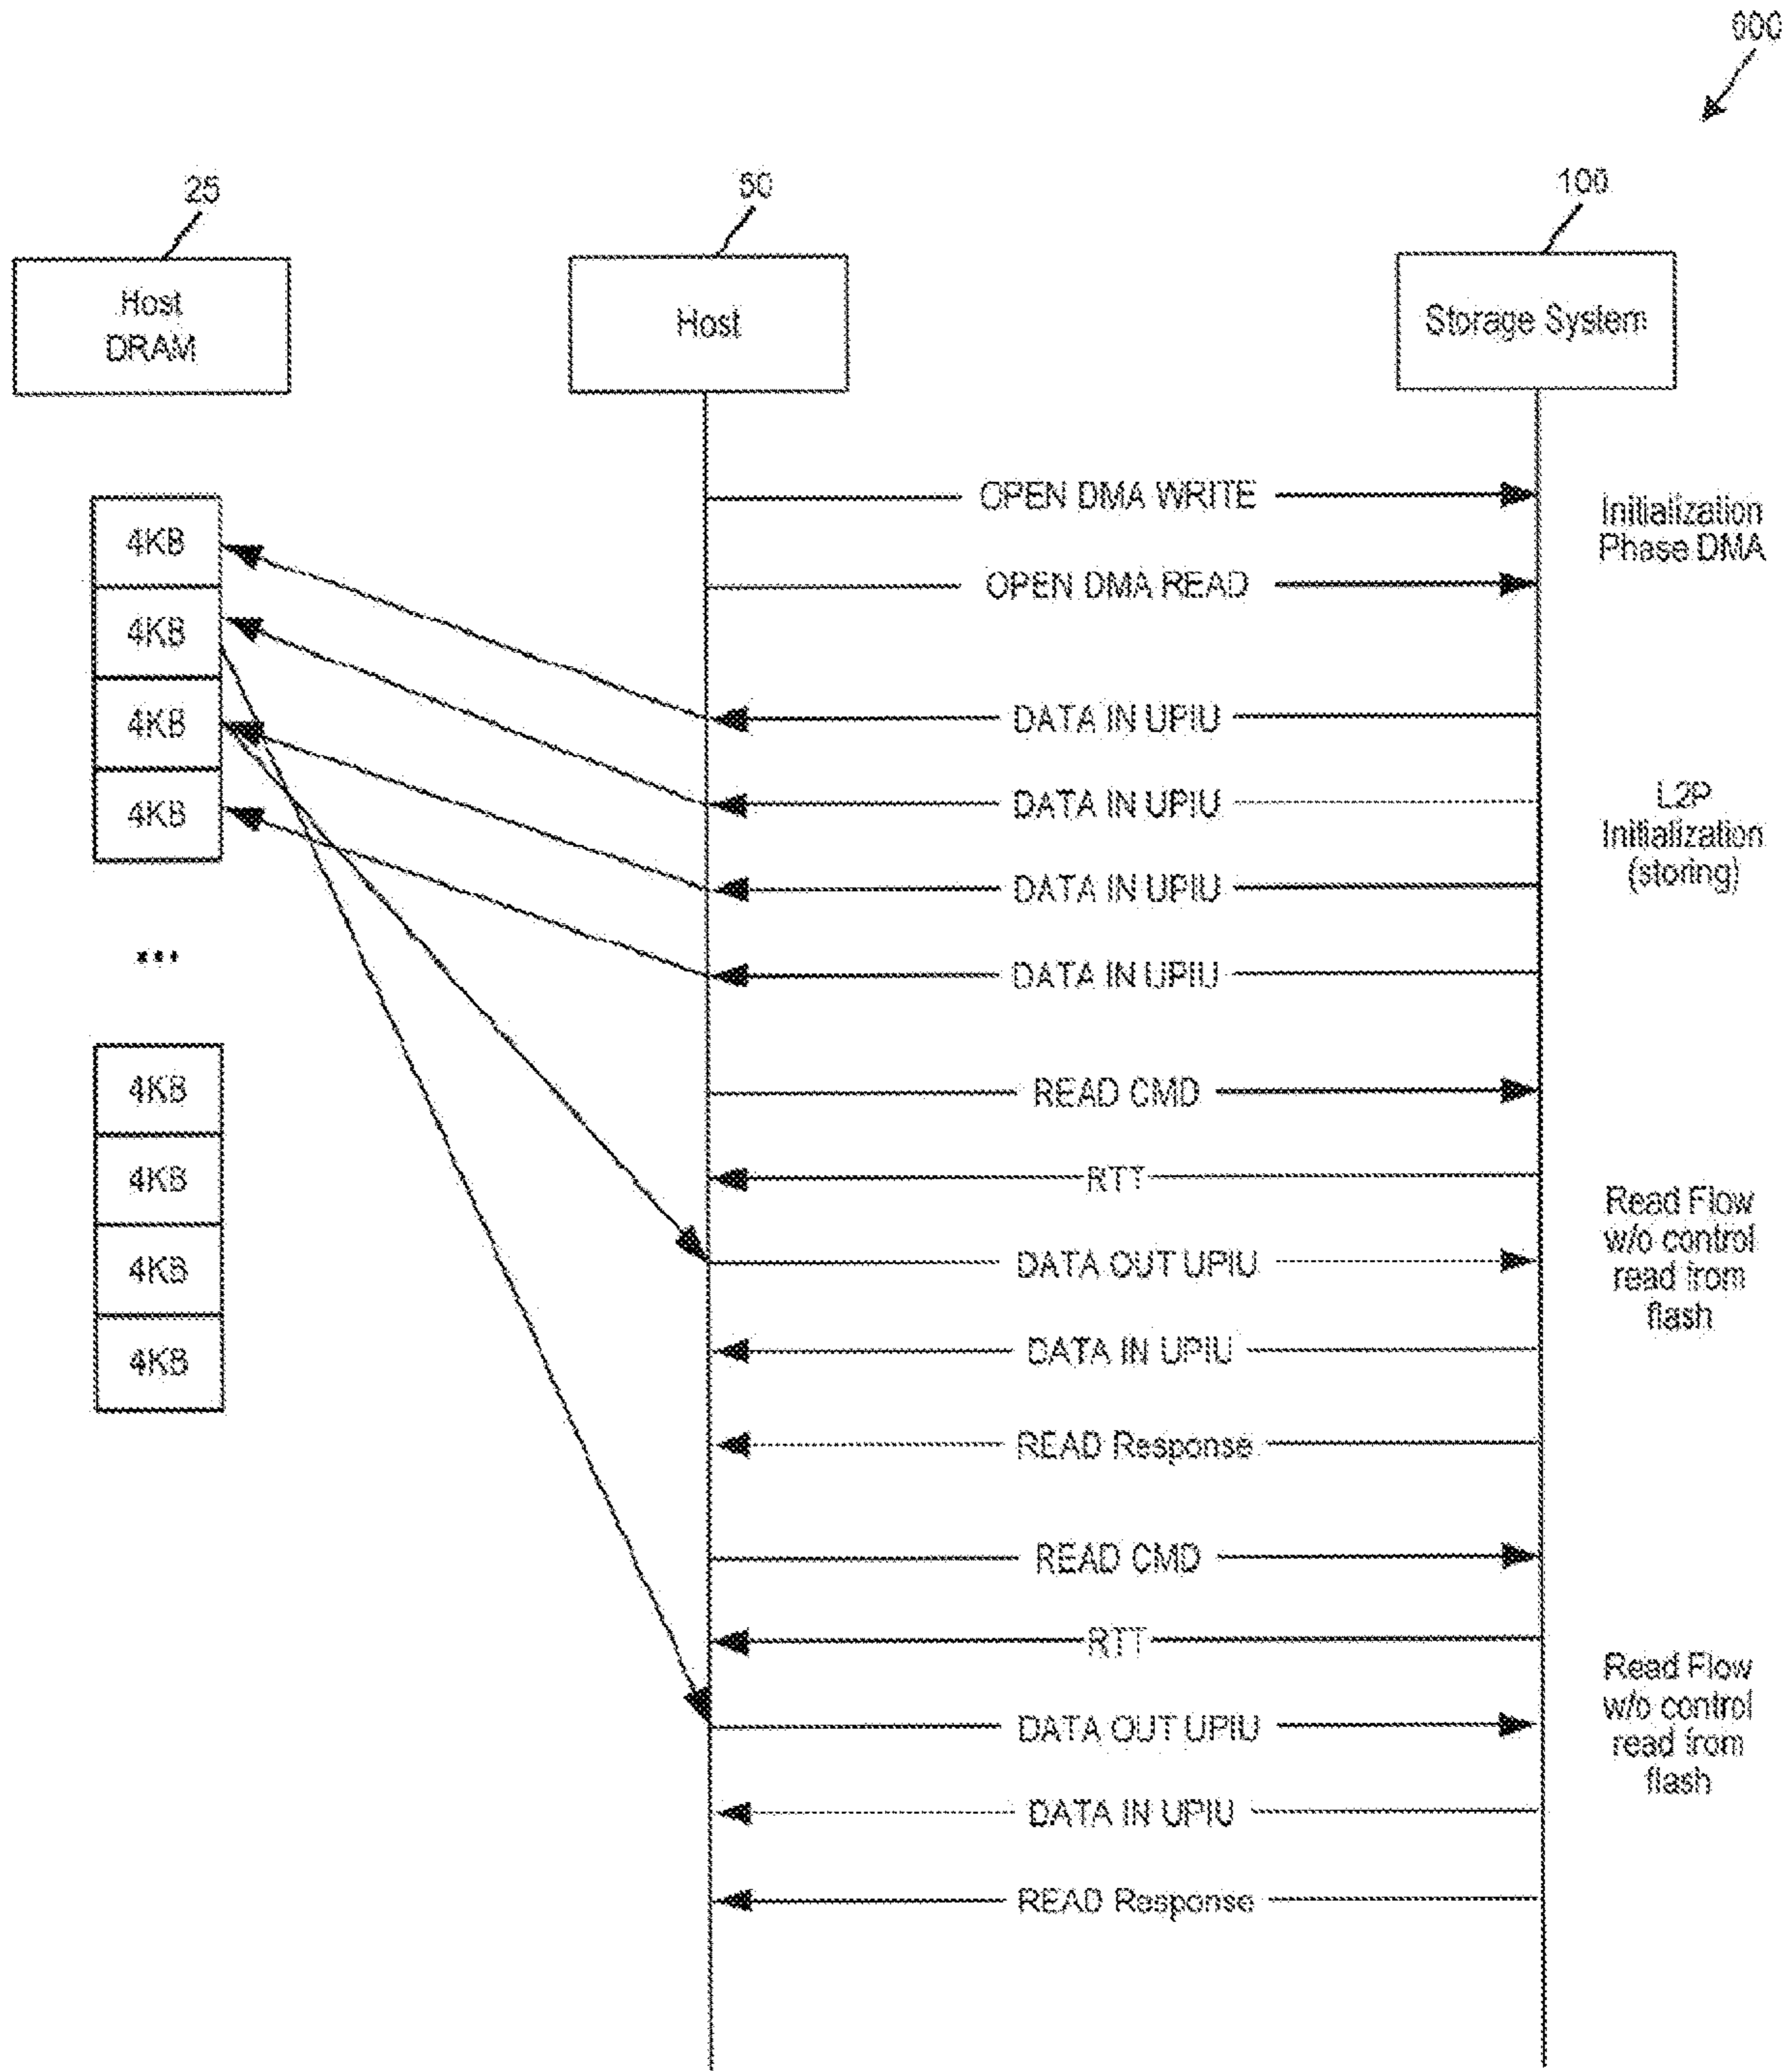 600
25
50
100
Host
DRAM
Host
Storage System
OPEN DMA WRITE
Initialization
Phase DMA
4KB
OPEN DMA READ
4KB
4KB
DATA IN UPIU
4KB
DATA IN UPIU
L2P
Initialization
(storing)
DATA IN UPIU
...
DATA IN UPIU
4KB
READ CMD
4KB
RTT
Read Flow
w/o control
read from
flash
4KB
DATA OUT UPIU
4KB
DATA IN UPIU
READ Response
READ CMD
RTT
Read Flow
w/o control
read from
flash
DATA OUT UPIU
DATA IN UPIU
READ Response